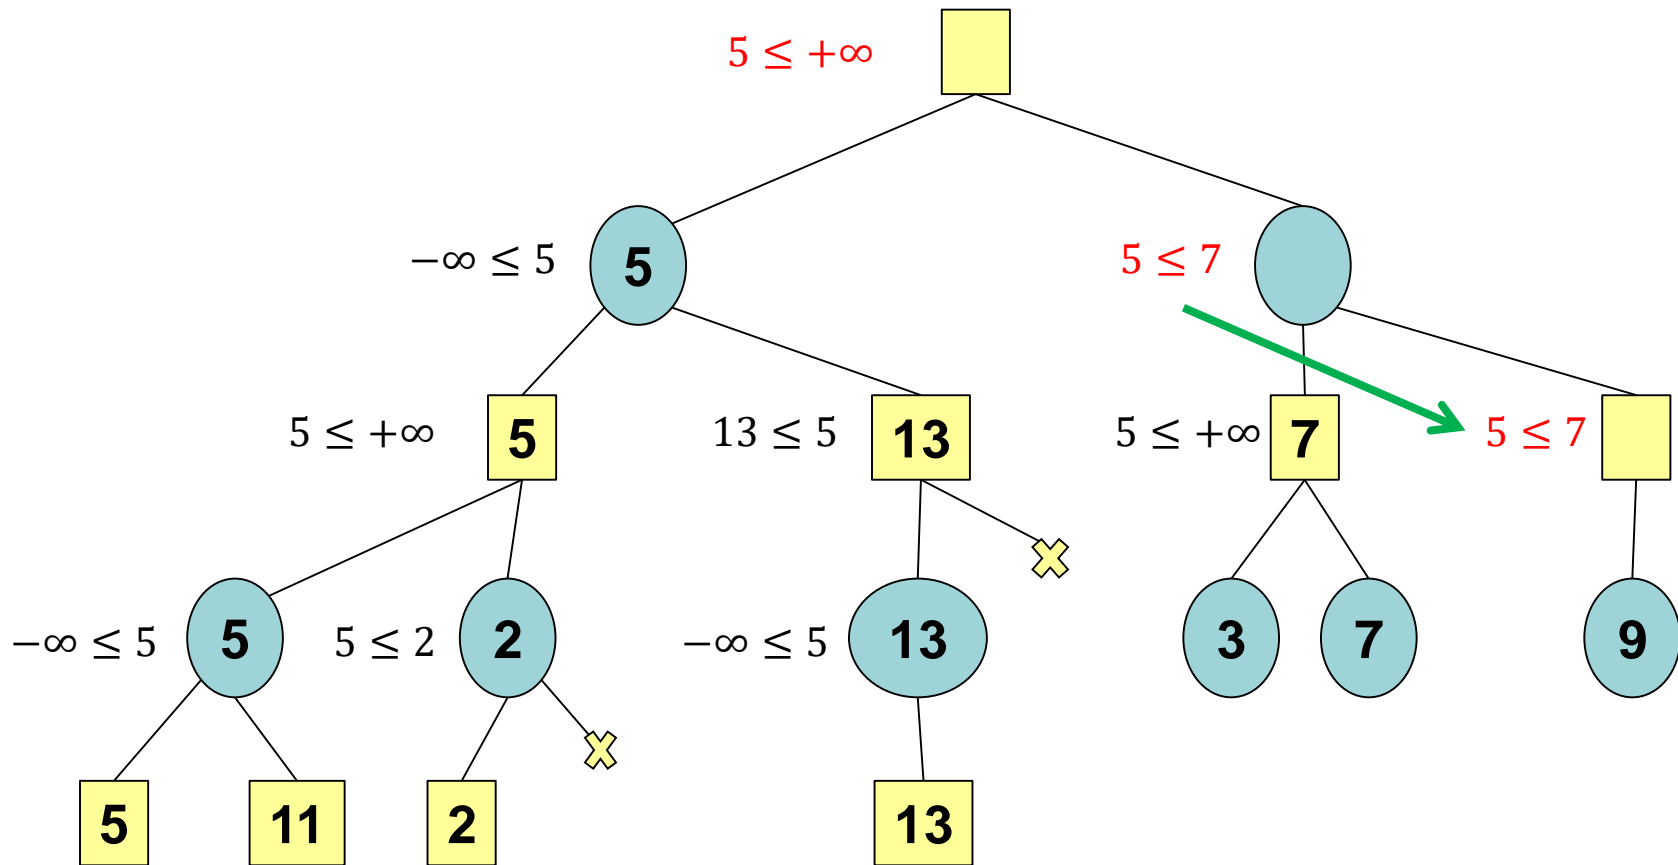 5 ≤ +∞
−∞ ≤ 5 5 5 ≤ 7
5 ≤ +∞ 5 13 ≤ 5 13 5 ≤ +∞ 7 5 ≤ 7
−∞ ≤ 5 5 5 ≤ 2 2 −∞ ≤ 5 13 3 7 9
5 11 2 13